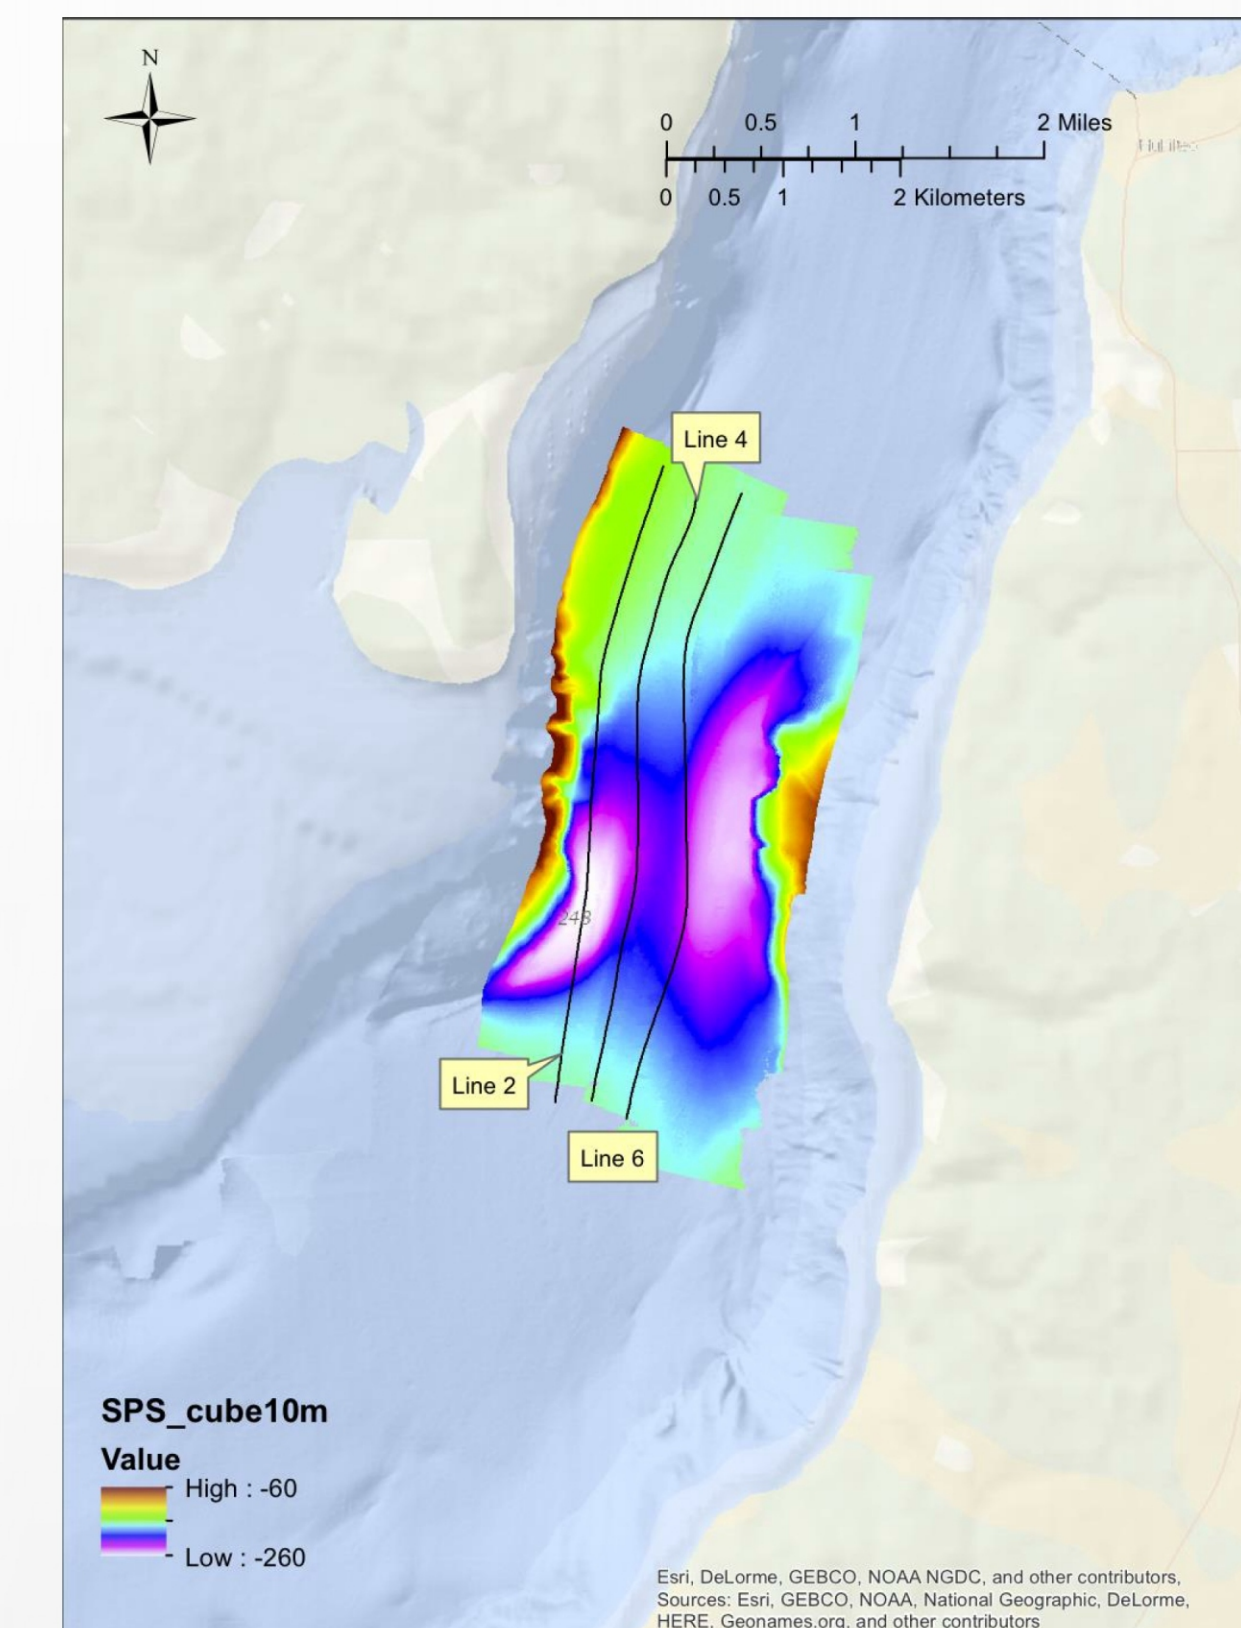 N
0 0.5 1 2 Miles
0 0.5 1 2 Kilometers
Line 4
248
Line 2
Line 6
SPS_cube10m
Value
High : -60
Low : -260
Esri, DeLorme, GEBCO, NOAA NGDC, and other contributors,
Sources: Esri, GEBCO, NOAA, National Geographic, DeLorme,
HERE, Geonames.org, and other contributors